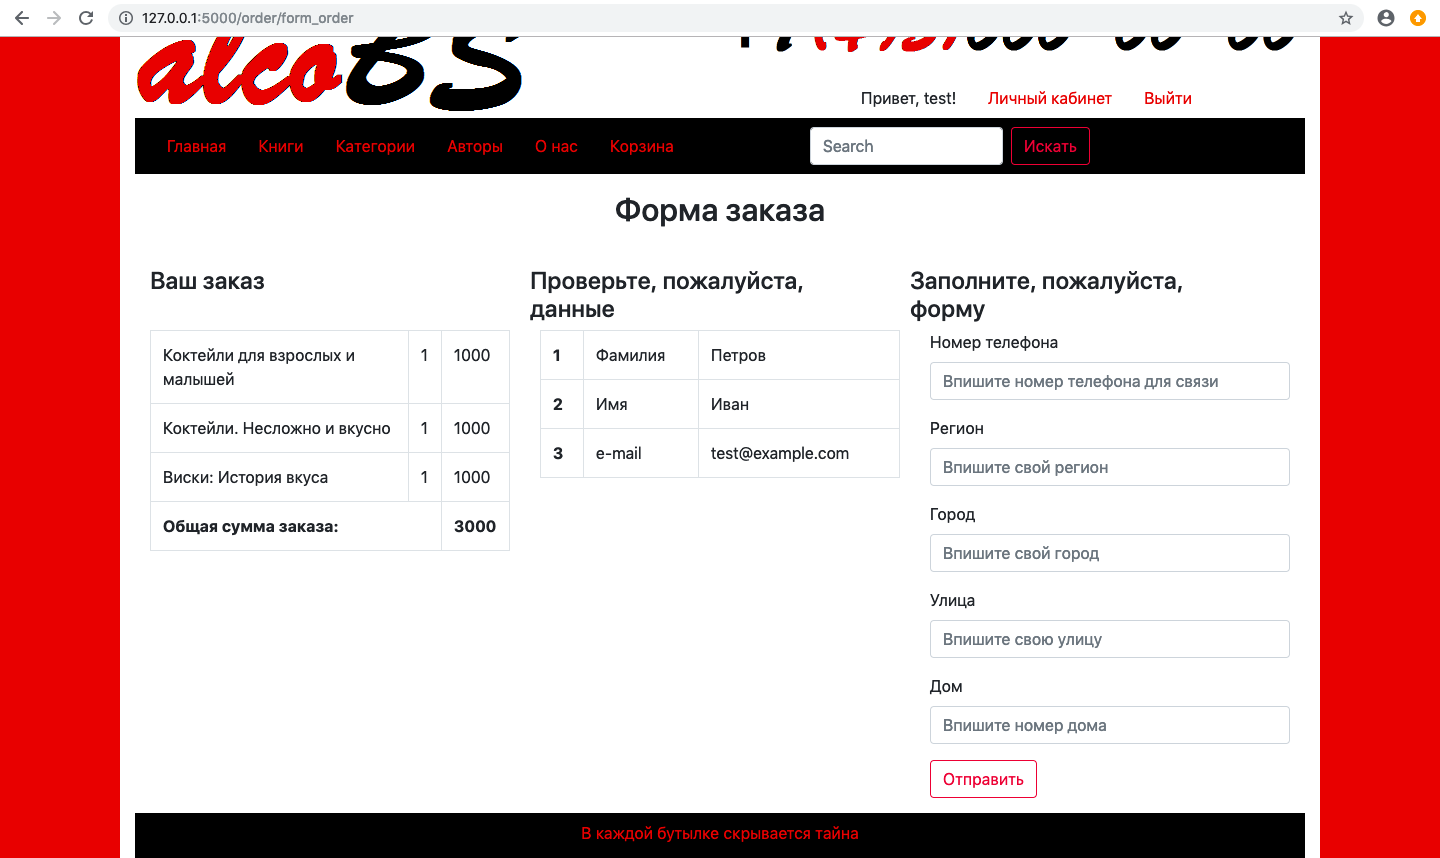 127.0.0.1:5000/order/form_order
alcoBS
Привет, test! Личный кабинет Выйти
Главная Книги Категории Авторы О нас Корзина Search Искать
Форма заказа
Ваш заказ
Коктейли для взрослых и 1 1000
малышей
Коктейли. Несложно и вкусно 1 1000
Виски: История вкуса 1 1000
Общая сумма заказа: 3000
Проверьте, пожалуйста,
данные
1 Фамилия Петров
2 Имя Иван
3 e-mail test@example.com
Заполните, пожалуйста,
форму
Номер телефона
Впишите номер телефона для связи
Регион
Впишите свой регион
Город
Впишите свой город
Улица
Впишите свою улицу
Дом
Впишите номер дома
Отправить
В каждой бутылке скрывается тайна